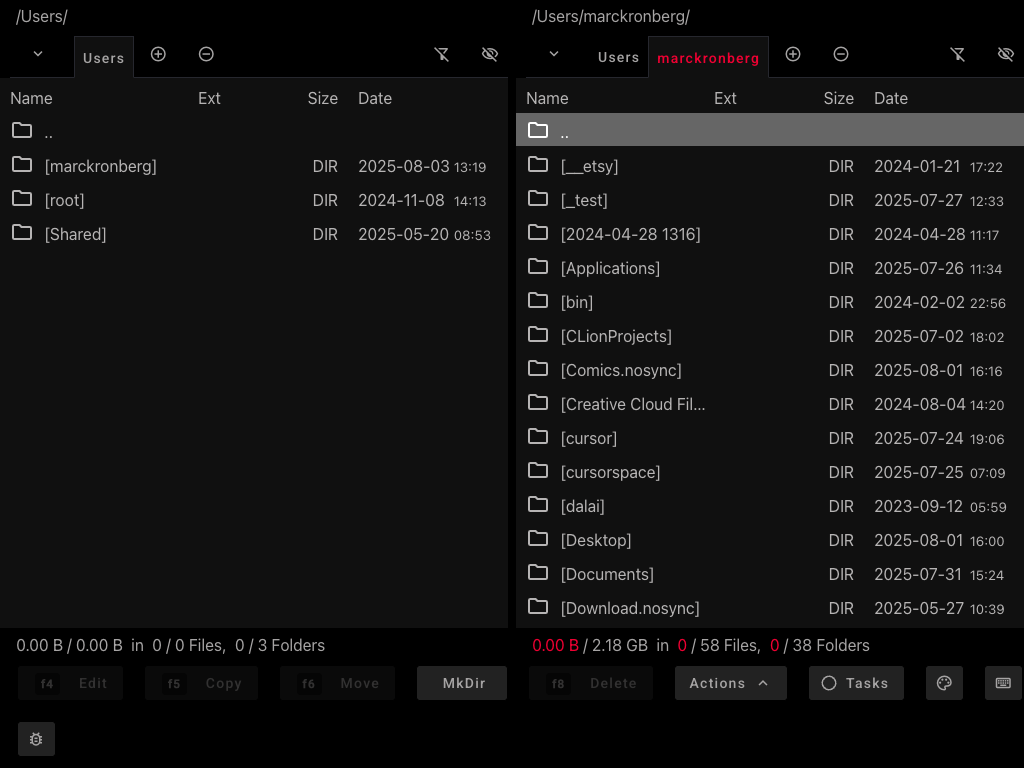 /Users/
Users
Name Ext Size Date
..
[marckronberg] DIR 2025-08-03 13:19
[root] DIR 2024-11-08 14:13
[Shared] DIR 2025-05-20 08:53
0.00 B / 0.00 B in 0 / 0 Files, 0 / 3 Folders
/Users/marckronberg/
Users marckronberg
Name Ext Size Date
..
[__etsy] DIR 2024-01-21 17:22
[_test] DIR 2025-07-27 12:33
[2024-04-28 1316] DIR 2024-04-28 11:17
[Applications] DIR 2025-07-26 11:34
[bin] DIR 2024-02-02 22:56
[CLionProjects] DIR 2025-07-02 18:02
[Comics.nosync] DIR 2025-08-01 16:16
[Creative Cloud Fil... DIR 2024-08-04 14:20
[cursor] DIR 2025-07-24 19:06
[cursorspace] DIR 2025-07-25 07:09
[dalai] DIR 2023-09-12 05:59
[Desktop] DIR 2025-08-01 16:00
[Documents] DIR 2025-07-31 15:24
[Download.nosync] DIR 2025-05-27 10:39
0.00 B / 2.18 GB in 0 / 58 Files, 0 / 38 Folders
f4 Edit f5 Copy f6 Move MkDir f8 Delete Actions Tasks